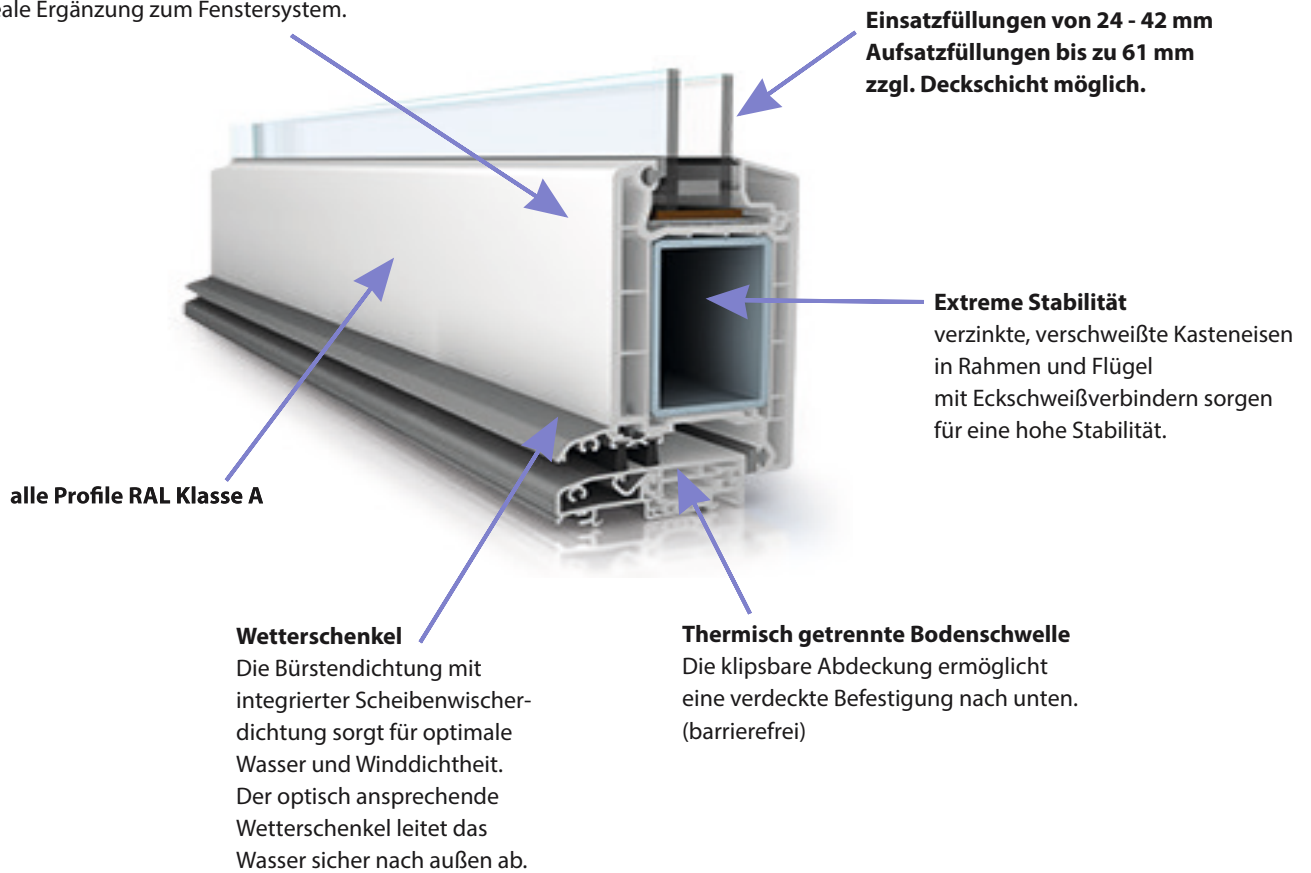 Ergänzung zum Fenstersystem.
Einsatzfüllungen von 24 - 42 mm
Aufsatzfüllungen bis zu 61 mm
zzgl. Deckschicht möglich.
Extreme Stabilität
verzinkte, verschweißte Kasteneisen
in Rahmen und Flügel
mit Eckschweißverbindern sorgen
für eine hohe Stabilität.
alle Profile RAL Klasse A
Wetterschenkel
Die Bürstendichtung mit
integrierter Scheibenwischer-
dichtung sorgt für optimale
Wasser und Winddichtheit.
Der optisch ansprechende
Wetterschenkel leitet das
Wasser sicher nach außen ab.
Thermisch getrennte Bodenschwelle
Die klipsbare Abdeckung ermöglicht
eine verdeckte Befestigung nach unten.
(barrierefrei)